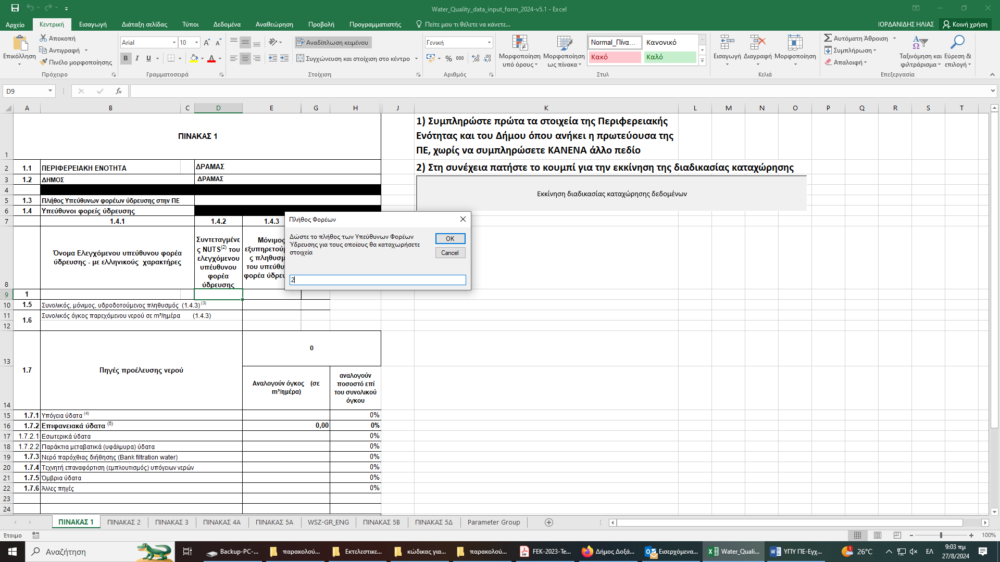 Water_Quality_data_input_form_2024-v5.1 - Excel
Αρχείο Κεντρική Εισαγωγή Διάταξη σελίδας Τύποι Δεδομένα Αναθεώρηση Προβολή Προγραμματιστής Πείτε μου τι θέλετε να κάνετε... ΙΟΡΔΑΝΙΔΗΣ ΗΛΙΑΣ Κοινή χρήση
Επικόλληση
Αποκοπή
Αντιγραφή
Πινέλο μορφοποίησης
Πρόχειρο
Arial 10
B I U
Γραμματοσειρά
Αναδίπλωση κειμένου
Συγχώνευση και στοίχιση στο κέντρο
Στοίχιση
Γενική
% 000
Αριθμός
Μορφοποίηση υπό όρους
Μορφοποίηση ως πίνακα
Normal_Πίνα... Κανονικό
Κακό Καλό
Στυλ
Εισαγωγή Διαγραφή Μορφοποίηση
Κελιά
Αυτόματη Άθροιση
Συμπλήρωση
Απαλοιφή
Ταξινόμηση και φιλτράρισμα
Εύρεση & επιλογή
Επεξεργασία
D9 fx
A B C D E G H J K L M N O P Q R S T
ΠΙΝΑΚΑΣ 1
1) Συμπληρώστε πρώτα τα στοιχεία της Περιφερειακής
Ενότητας και του Δήμου όπου ανήκει η πρωτεύουσα της
ΠΕ, χωρίς να συμπληρώσετε ΚΑΝΕΝΑ άλλο πεδίο
1
2 1.1 ΠΕΡΙΦΕΡΕΙΑΚΗ ΕΝΟΤΗΤΑ ΔΡΑΜΑΣ
2) Στη συνέχεια πατήστε το κουμπί για την εκκίνηση της διαδικασίας καταχώρησης
3 1.2 ΔΗΜΟΣ ΔΡΑΜΑΣ
4
Εκκίνηση διαδικασίας καταχώρησης δεδομένων
5 1.3 Πλήθος Υπεύθυνων φορέων ύδρευσης στην ΠΕ
6 1.4 Υπεύθυνοι φορείς ύδρευσης
7 1.4.1 1.4.2 1.4.3
8
Όνομα Ελεγχόμενου υπεύθυνου φορέα
ύδρευσης - με ελληνικούς χαρακτήρες
Συντεταγμένε
ς NUTS(2) του
ελεγχόμενου
υπέυθυνου
φορέα
ύδρευσης
Μόνιμος
εξυπηρετού
ς πληθυσμ
του υπεύθυ
φορέα ύδρευ
Πλήθος Φορέων
Δώστε το πλήθος των Υπεύθυνων Φορέων
Ύδρευσης για τους οποίους θα καταχωρήσετε
στοιχεία
OK
Cancel
2
9 1
10 1.5 Συνολικός, μόνιμος, υδροδοτούμενος πληθυσμός (1.4.3) (3)
11 1.6 Συνολικός όγκος παρεχόμενου νερού σε m³/ημέρα (1.4.3)
12
13 0
1.7 Πηγές προέλευσης νερού
14
Αναλογούν όγκος (σε
m³/ημέρα)
αναλογούν
ποσοστό επί
του συνολικού
όγκου
15 1.7.1 Υπόγεια ύδατα (4) 0%
16 1.7.2 Επιφανειακά ύδατα (5) 0,00 0%
17 1.7.2.1 Εσωτερικά ύδατα 0%
18 1.7.2.2 Παράκτια μεταβατικά (υφάλμυρα) ύδατα 0%
19 1.7.3 Νερό παρόχθιας διήθησης (Bank filtration water) 0%
20 1.7.4 Τεχνητή επαναφόρτιση (εμπλουτισμός) υπόγειων νερών 0%
21 1.7.5 Όμβρια ύδατα 0%
22 1.7.6 Άλλες πηγές 0%
23
24
ΠΙΝΑΚΑΣ 1 ΠΙΝΑΚΑΣ 2 ΠΙΝΑΚΑΣ 3 ΠΙΝΑΚΑΣ 4Α ΠΙΝΑΚΑΣ 5Α WSZ-GR_ENG ΠΙΝΑΚΑΣ 5Β ΠΙΝΑΚΑΣ 5Δ Parameter Group
Έτοιμο 100%
Αναζήτηση Backup-PC-... παρακολού... Εκτελεστικε... κώδικας για... παρακολού... FEK-2023-Te... Δήμος Δοξά... Εισερχόμενα... Water_Quali... ΥΠΥ ΠΕ-Εγχ... 1 26°C ΕΛ
9:03 πμ
27/8/2024